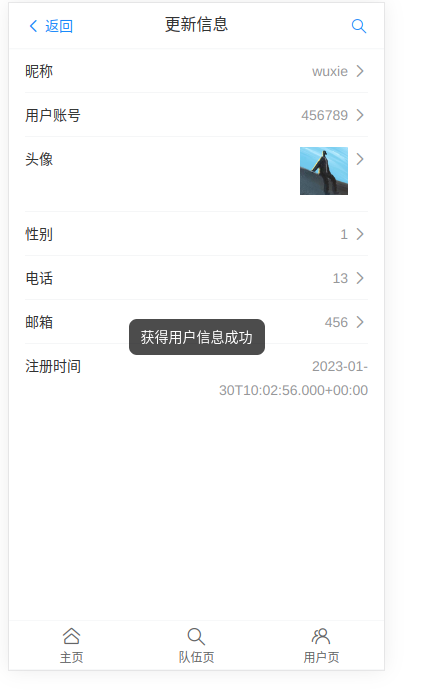 返回 更新信息
昵称 wuxie
用户账号 456789
头像
性别 1
电话 13
邮箱 456
获得用户信息成功
注册时间 2023-01-
30T10:02:56.000+00:00
主页 队伍页 用户页